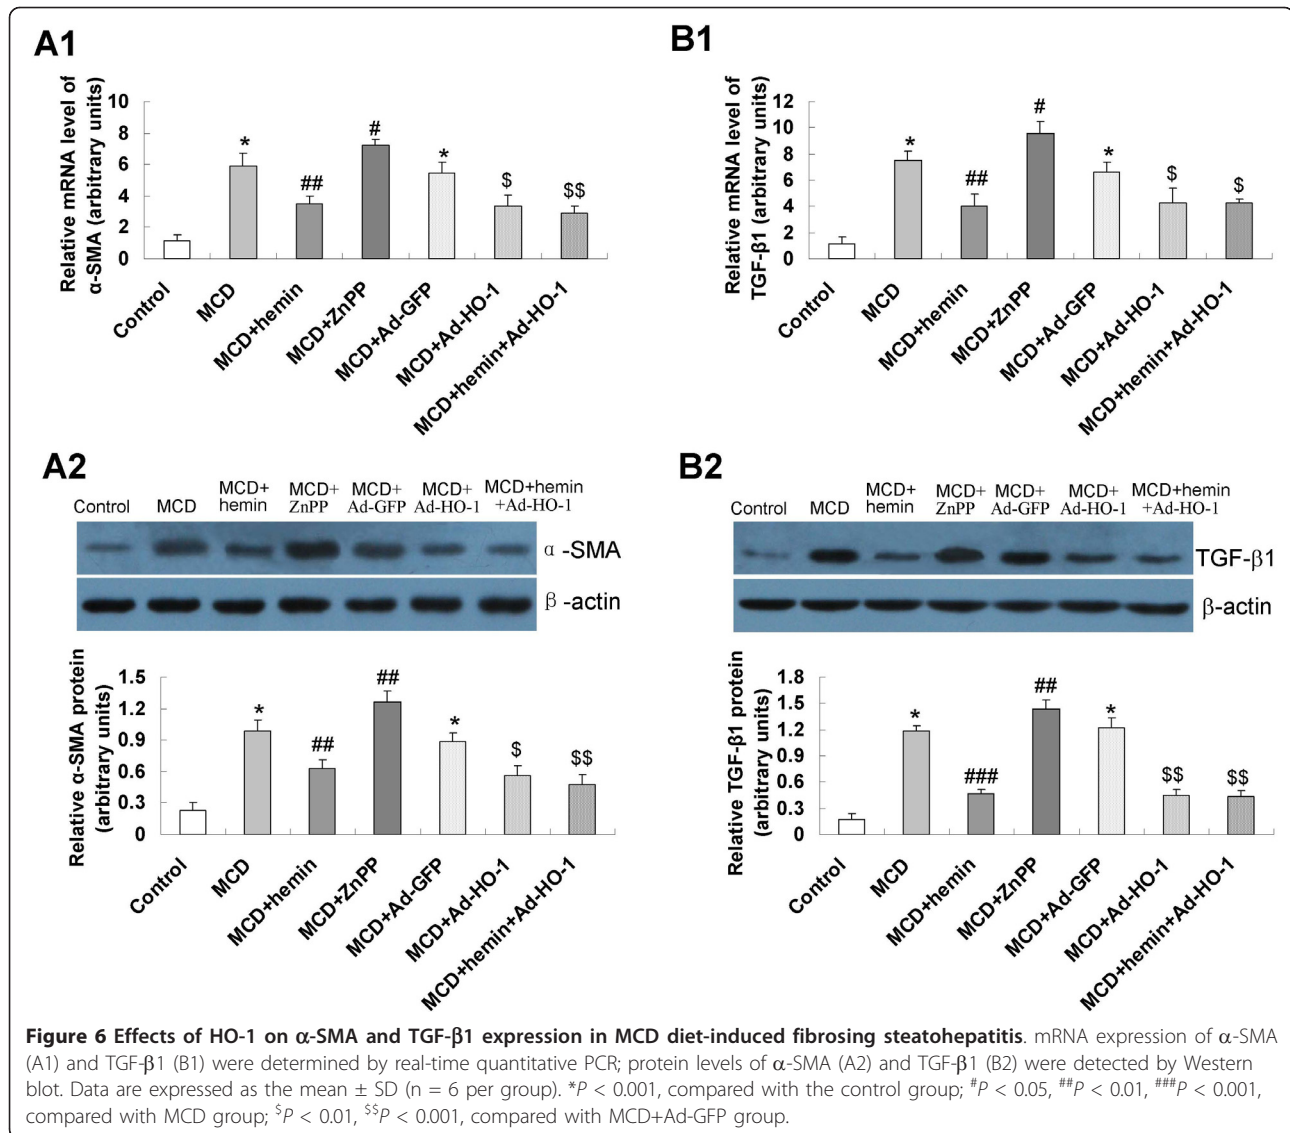 A1
Relative mRNA level of
α-SMA (arbitrary units)
10
8
6
4
2
0
*
##
#
*
$
$$
Control
MCD
MCD+hemin
MCD+ZnPP
MCD+Ad-GFP
MCD+Ad-HO-1
MCD+hemin+Ad-HO-1
B1
Relative mRNA level of
TGF-β1 (arbitrary units)
12
10
8
6
4
2
0
*
##
#
*
$
$
Control
MCD
MCD+hemin
MCD+ZnPP
MCD+Ad-GFP
MCD+Ad-HO-1
MCD+hemin+Ad-HO-1
A2
Control MCD MCD+ hemin MCD+ ZnPP MCD+ Ad-GFP MCD+ Ad-HO-1 MCD+hemin +Ad-HO-1
α-SMA
β-actin
Relative α-SMA protein
(arbitrary units)
1.5
1.2
0.9
0.6
0.3
0
*
##
##
*
$
$$
Control
MCD
MCD+hemin
MCD+ZnPP
MCD+Ad-GFP
MCD+Ad-HO-1
MCD+hemin+Ad-HO-1
B2
Control MCD MCD+ hemin MCD+ ZnPP MCD+ Ad-GFP MCD+ Ad-HO-1 MCD+hemin +Ad-HO-1
TGF-β1
β-actin
Relative TGF-β1 protein
(arbitrary units)
1.8
1.5
1.2
0.9
0.6
0.3
0
*
###
##
*
$$
$$
Control
MCD
MCD+hemin
MCD+ZnPP
MCD+Ad-GFP
MCD+Ad-HO-1
MCD+hemin+Ad-HO-1
Figure 6 Effects of HO-1 on α-SMA and TGF-β1 expression in MCD diet-induced fibrosing steatohepatitis. mRNA expression of α-SMA
(A1) and TGF-β1 (B1) were determined by real-time quantitative PCR; protein levels of α-SMA (A2) and TGF-β1 (B2) were detected by Western
blot. Data are expressed as the mean ± SD (n = 6 per group). *P < 0.001, compared with the control group; #P < 0.05, ##P < 0.01, ###P < 0.001,
compared with MCD group; $P < 0.01, $$P < 0.001, compared with MCD+Ad-GFP group.